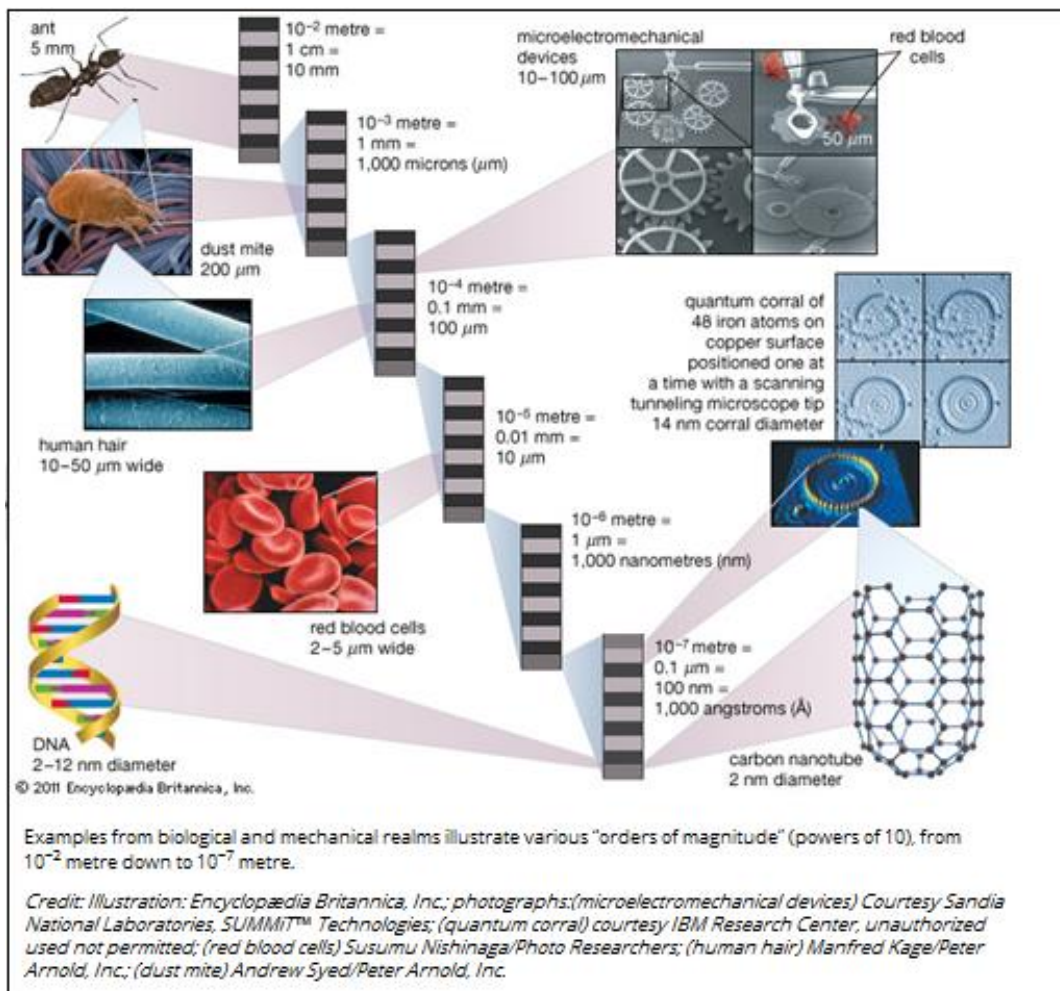 ant
5 mm
10⁻² metre =
1 cm =
10 mm
microelectromechanical
devices
10–100 μm
red blood
cells
50 μm
10⁻³ metre =
1 mm =
1,000 microns (μm)
dust mite
200 μm
10⁻⁴ metre =
0.1 mm =
100 μm
quantum corral of
48 iron atoms on
copper surface
positioned one at
a time with a scanning
tunneling microscope tip
14 nm corral diameter
human hair
10–50 μm wide
10⁻⁵ metre =
0.01 mm =
10 μm
10⁻⁶ metre =
1 μm =
1,000 nanometres (nm)
red blood cells
2–5 μm wide
10⁻⁷ metre =
0.1 μm =
100 nm =
1,000 angstroms (Å)
DNA
2–12 nm diameter
carbon nanotube
2 nm diameter
© 2011 Encyclopædia Britannica, Inc.
Examples from biological and mechanical realms illustrate various “orders of magnitude” (powers of 10), from
10⁻² metre down to 10⁻⁷ metre.
Credit: Illustration: Encyclopædia Britannica, Inc.; photographs:(microelectromechanical devices) Courtesy Sandia
National Laboratories, SUMMiT™ Technologies; (quantum corral) courtesy IBM Research Center, unauthorized
used not permitted; (red blood cells) Susumu Nishinaga/Photo Researchers; (human hair) Manfred Kage/Peter
Arnold, Inc.; (dust mite) Andrew Syed/Peter Arnold, Inc.